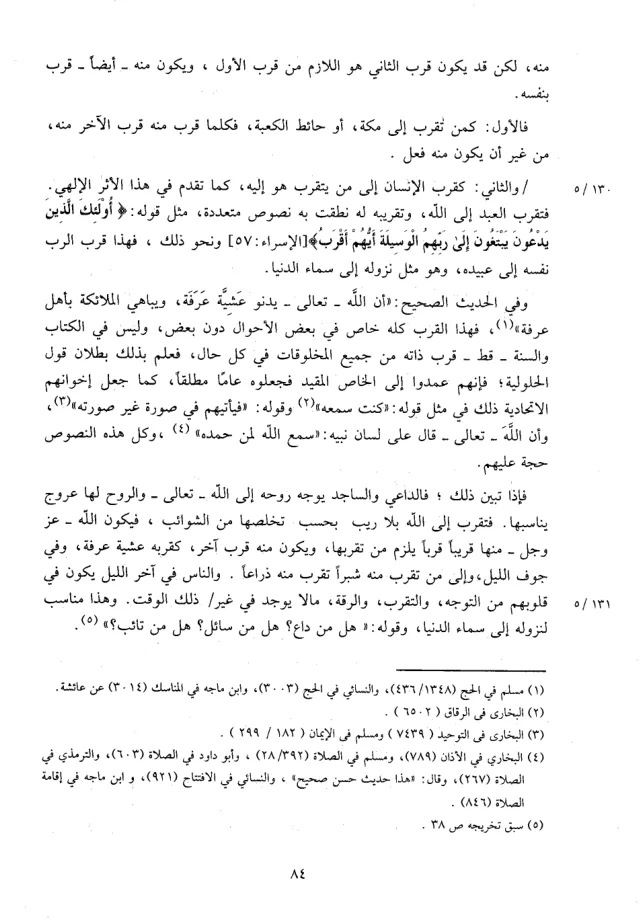 منه، لكن قد يكون قرب الثاني هو اللازم من قرب الأول ، ويكون منه ـ أيضاً ـ قرب
بنفسه.
فالأول: كمن تقرب إلى مكة، أو حائط الكعبة، فكلما قرب منه قرب الآخر منه،
من غير أن يكون منه فعل .
٥/١٣٠
/ والثاني: كقرب الإنسان إلى من يتقرب هو إليه، كما تقدم في هذا الأثر الإلهي.
فتقرب العبد إلى الله، وتقريبه له نطقت به نصوص متعددة، مثل قوله: ﴿ أُوْلَئِكَ الَّذِينَ
يَدْعُونَ يَبْتَغُونَ إِلَىٰ رَبِّهِمُ الْوَسِيلَةَ أَيُّهُمْ أَقْرَبُ﴾[الإسراء:٥٧] ونحو ذلك ، فهذا قرب الرب
نفسه إلى عبيده، وهو مثل نزوله إلى سماء الدنيا.
وفي الحديث الصحيح:«أن اللَّه ـ تعالى ـ يدنو عَشِيَّة عَرَفَة، ويباهي الملائكة بأهل
عرفة»(١)، فهذا القرب كله خاص في بعض الأحوال دون بعض، وليس في الكتاب
والسنة ـ قط ـ قرب ذاته من جميع المخلوقات في كل حال، فعلم بذلك بطلان قول
الحلولية؛ فإنهم عمدوا إلى الخاص المقيد فجعلوه عامًا مطلقاً، كما جعل إخوانهم
الاتحادية ذلك في مثل قوله:«كنت سمعه»(٢) وقوله: «فيأتيهم في صورة غير صورته»(٣)،
وأن اللَّهَ ـ تعالى ـ قال على لسان نبيه:«سمع الله لمن حمده» (٤) ،وكل هذه النصوص
حجة عليهم.
فإذا تبين ذلك ؛ فالداعي والساجد يوجه روحه إلى الله ـ تعالى ـ والروح لها عروج
يناسبها. فتقرب إلى الله بلا ريب بحسب تخلصها من الشوائب ، فيكون الله ـ عز
وجل ـ منها قريباً قرباً يلزم من تقربها، ويكون منه قرب آخر، كقربه عشية عرفة، وفي
جوف الليل،وإلى من تقرب منه شبراً تقرب منه ذراعاً . والناس في آخر الليل يكون في
٥/١٣١
قلوبهم من التوجه، والتقرب، والرقة، مالا يوجد في غير/ ذلك الوقت. وهذا مناسب
لنزوله إلى سماء الدنيا، وقوله:« هل من داع؟ هل من سائل؟ هل من تائب؟» (٥).
(١) مسلم في الحج (٤٣٦/١٣٤٨)، والنسائي في الحج (٣٠٠٣)، وابن ماجه في المناسك (٣٠١٤) عن عائشة.
(٢) البخارى فى الرقاق ( ٦٥٠٢ ) .
(٣) البخارى فى التوحيد ( ٧٤٣٩ ) ومسلم فى الإيمان ( ١٨٢ / ٢٩٩ ) .
(٤) البخاري في الأذان (٧٨٩)، ومسلم في الصلاة (٢٨/٣٩٢) ، وأبو داود في الصلاة (٦٠٣)، والترمذي في
الصلاة (٢٦٧)، وقال: «هذا حديث حسن صحيح» ، والنسائي في الافتتاح (٩٢١)، و ابن ماجه في إقامة
الصلاة (٨٤٦) .
(٥) سبق تخريجه ص ٣٨ .
٨٤